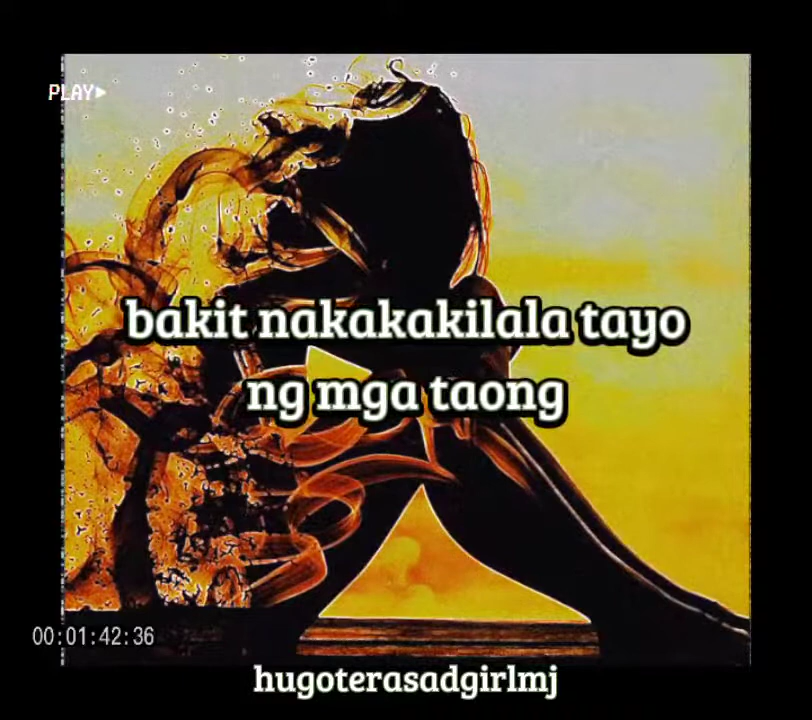 PLAY
bakit nakakakilala tayo
ng mga taong
00:01:42:36
hugoterasadgirlmj